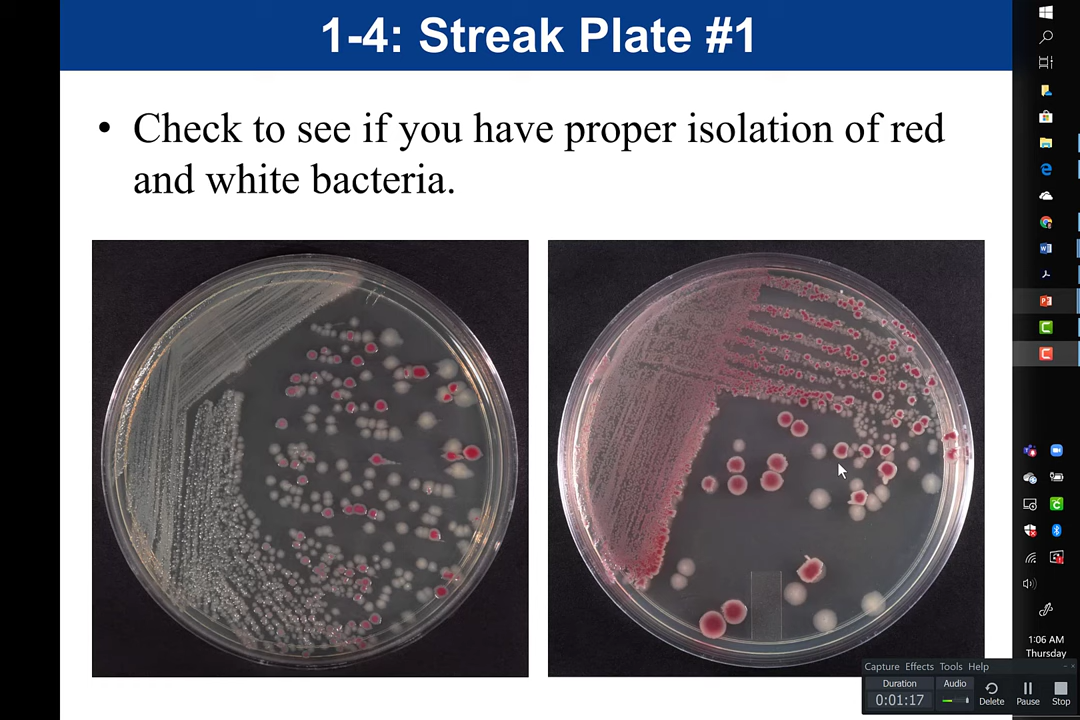 1-4: Streak Plate #1
• Check to see if you have proper isolation of red
and white bacteria.
1:06 AM
Thursday
Capture Effects Tools Help
Duration
0:01:17
Audio
Delete
Pause
Stop